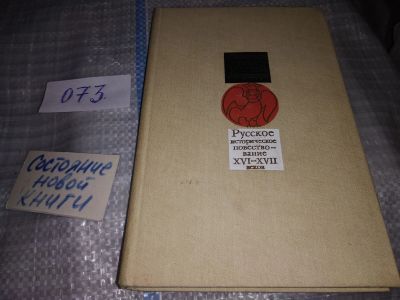 073.
Состояние
новой
книги
Русское
историческое
повество-
вание
XVI-XVII
веков